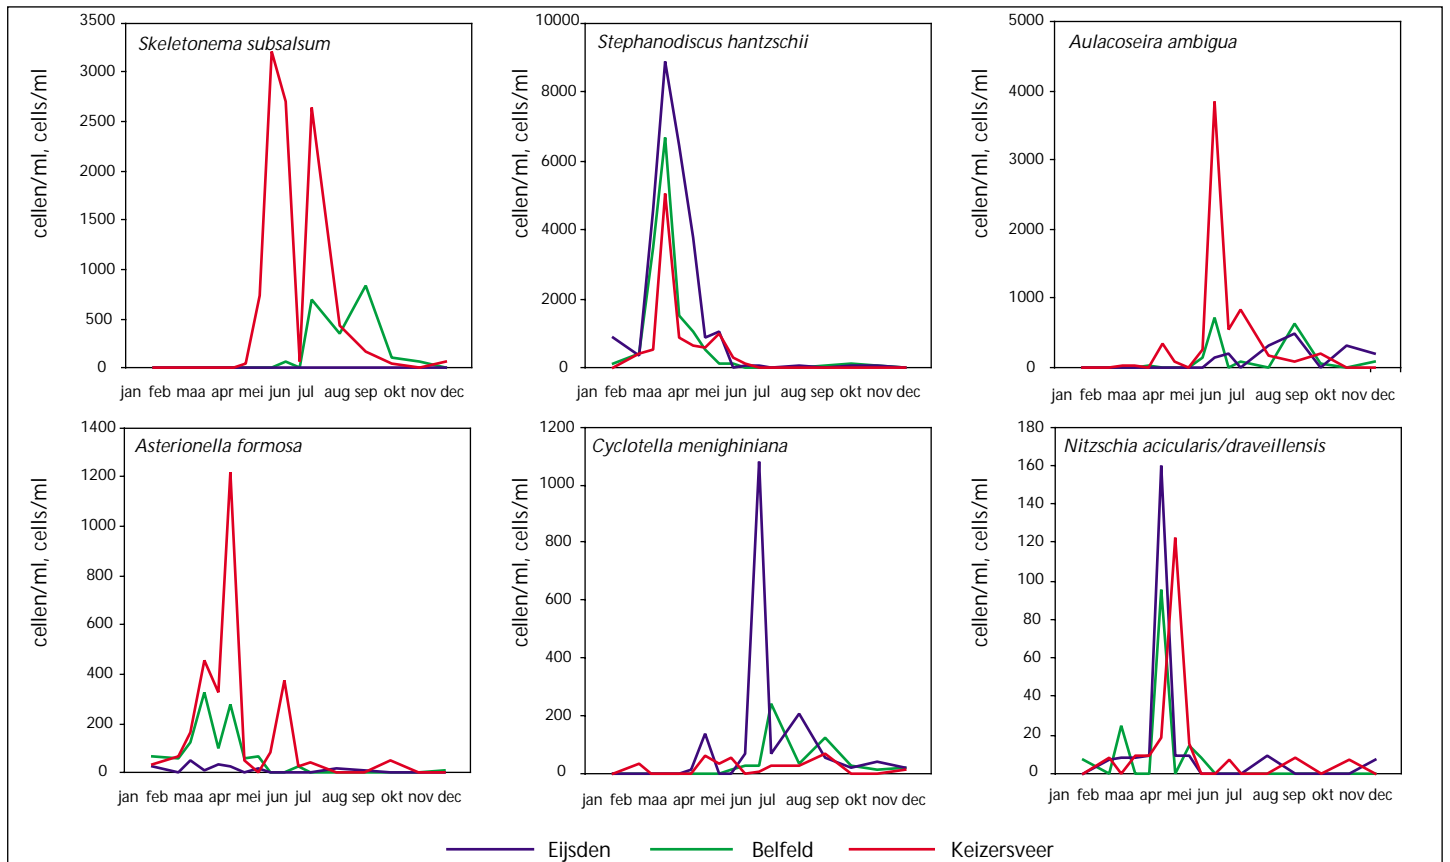 Skeletonema subsalsum
cellen/ml, cells/ml
3500
3000
2500
2000
1500
1000
500
0
jan feb maa apr mei jun jul aug sep okt nov dec
Stephanodiscus hantzschii
cellen/ml, cells/ml
10000
8000
6000
4000
2000
0
jan feb maa apr mei jun jul aug sep okt nov dec
Aulacoseira ambigua
cellen/ml, cells/ml
5000
4000
3000
2000
1000
0
jan feb maa apr mei jun jul aug sep okt nov dec
Asterionella formosa
cellen/ml, cells/ml
1400
1200
1000
800
600
400
200
0
jan feb maa apr mei jun jul aug sep okt nov dec
Cyclotella menighiniana
cellen/ml, cells/ml
1200
1000
800
600
400
200
0
jan feb maa apr mei jun jul aug sep okt nov dec
Nitzschia acicularis/draveillensis
cellen/ml, cells/ml
180
160
140
120
100
80
60
40
20
0
jan feb maa apr mei jun jul aug sep okt nov dec
Eijsden Belfeld Keizersveer